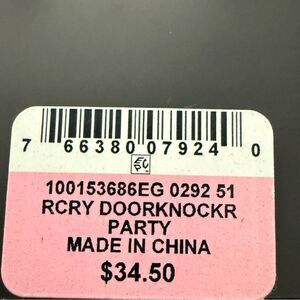 7 66380 07924 0
100153686EG 0292 51
RCRY DOORKNOCKR
PARTY
MADE IN CHINA
$34.50